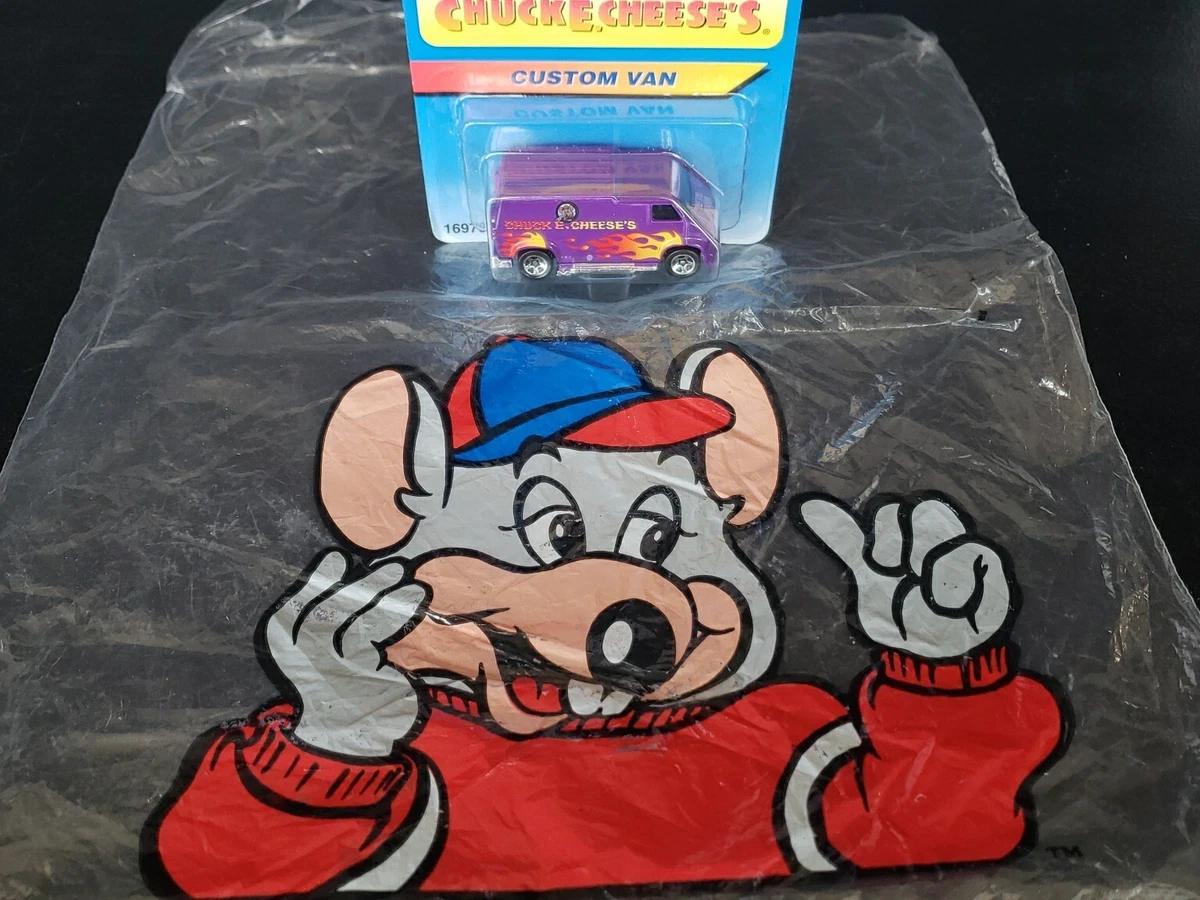 CHUCK E. CHEESE'S®
CUSTOM VAN
CHUCK E. CHEESE'S
TM